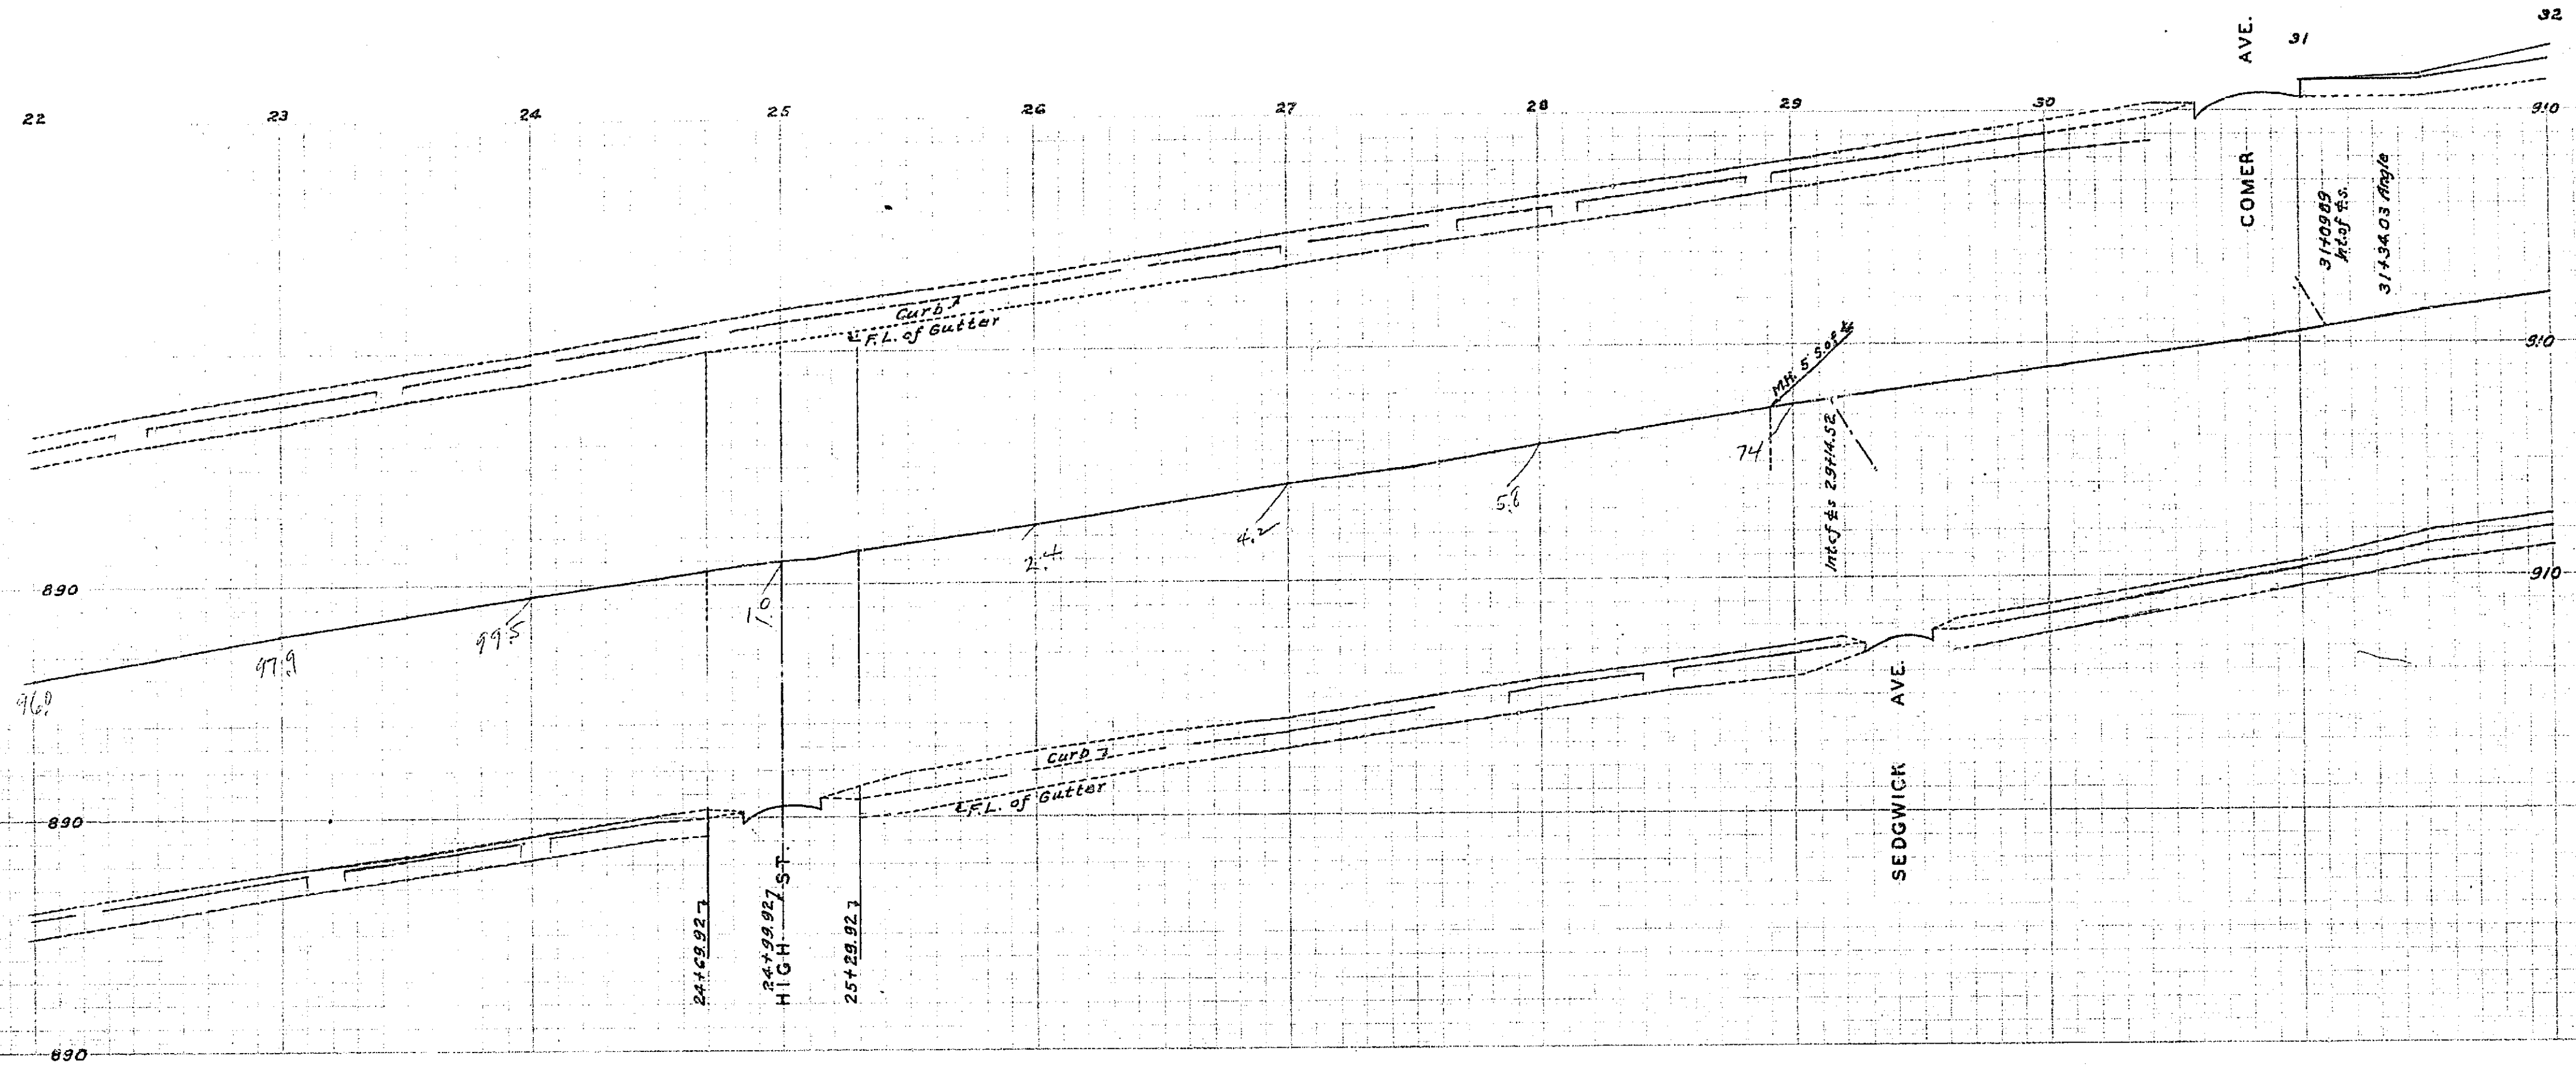 32
31
22 23 24 25 26 27 28 29 30
910
COMER AVE.
31+09.89
Int. of ℄s.
31+34.03 Angle
Curb
F.L. of Gutter
M.H. 5' S. of ℄
910
74
Int of ℄s 29+14.52
5.8
4.2
2.4
1.0
99.5
97.9
96.0
890
910
Curb
F.L. of Gutter
SEDGWICK AVE.
890
24+69.92
24+99.92
HIGH ST.
25+29.92
890